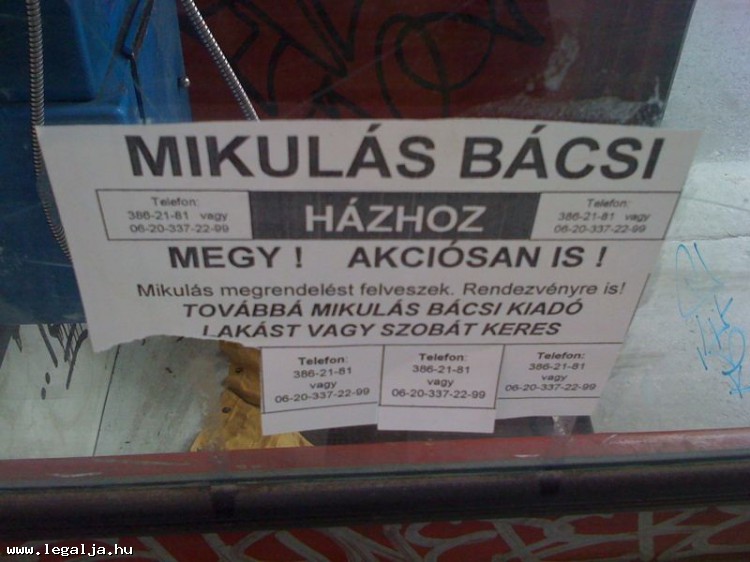 MIKULÁS BÁCSI
Telefon:
386-21-81 vagy
06-20-337-22-99
HÁZHOZ
Telefon:
386-21-81 vagy
06-20-337-22-99
MEGY ! AKCIÓSAN IS !
Mikulás megrendelést felveszek. Rendezvényre is!
TOVÁBBÁ MIKULÁS BÁCSI KIADÓ
LAKÁST VAGY SZOBÁT KERES
Telefon:
386-21-81
vagy
06-20-337-22-99
Telefon:
386-21-81
vagy
06-20-337-22-99
Telefon:
386-21-81
vagy
06-20-337-22-99
www.legalja.hu